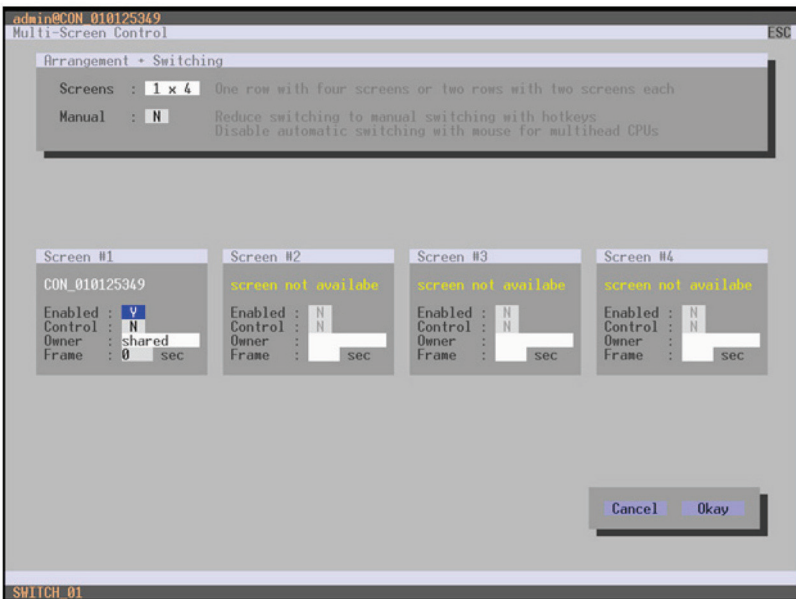 admin@CON_010125349
Multi-Screen Control ESC
Arrangement + Switching
Screens : 1 x 4 One row with four screens or two rows with two screens each
Manual : N Reduce switching to manual switching with hotkeys
Disable automatic switching with mouse for multihead CPUs
Screen #1
CON_010125349
Enabled : Y
Control : N
Owner : shared
Frame : 0 sec
Screen #2
screen not availabe
Enabled : N
Control : N
Owner :
Frame : sec
Screen #3
screen not availabe
Enabled : N
Control : N
Owner :
Frame : sec
Screen #4
screen not availabe
Enabled : N
Control : N
Owner :
Frame : sec
Cancel Okay
SWITCH_01